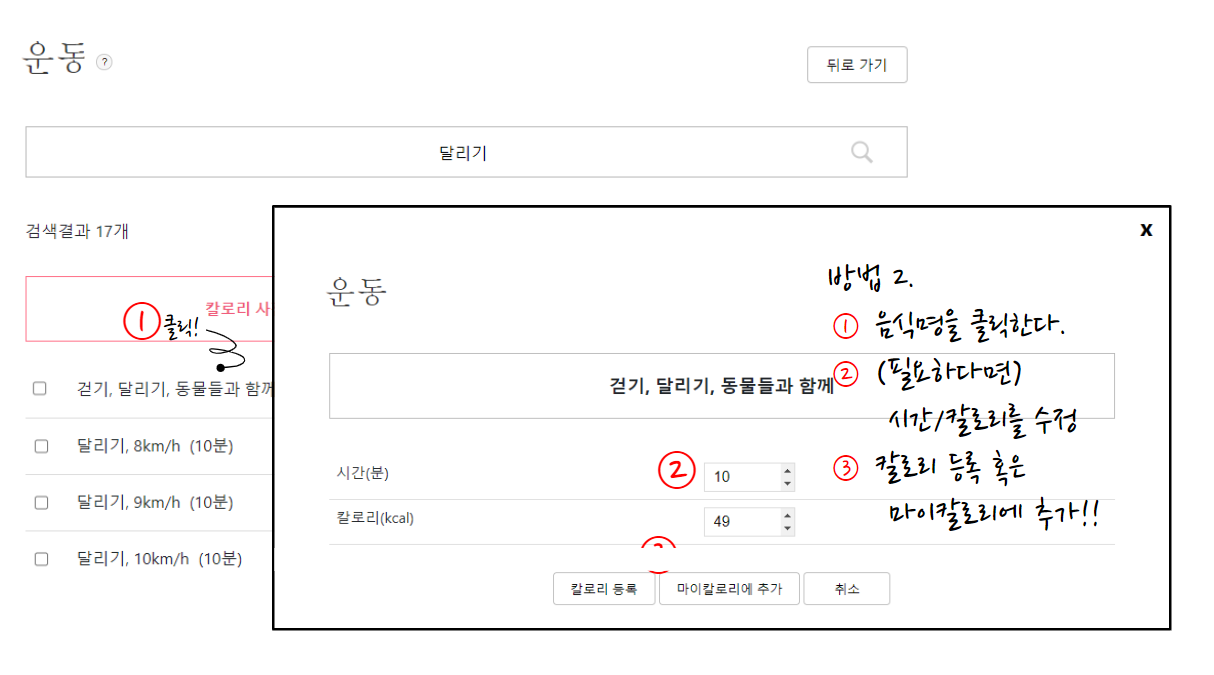 운동 ?
뒤로 가기
달리기
검색결과 17개
칼로리 사
① 클릭!
걷기, 달리기, 동물들과 함께
달리기, 8km/h (10분)
달리기, 9km/h (10분)
달리기, 10km/h (10분)
x
운동
걷기, 달리기, 동물들과 함께
시간(분)
② 10
칼로리(kcal)
49
칼로리 등록
마이칼로리에 추가
취소
방법 2.
① 음식명을 클릭한다.
② (필요하다면)
시간/칼로리를 수정
③ 칼로리 등록 혹은
마이칼로리에 추가!!